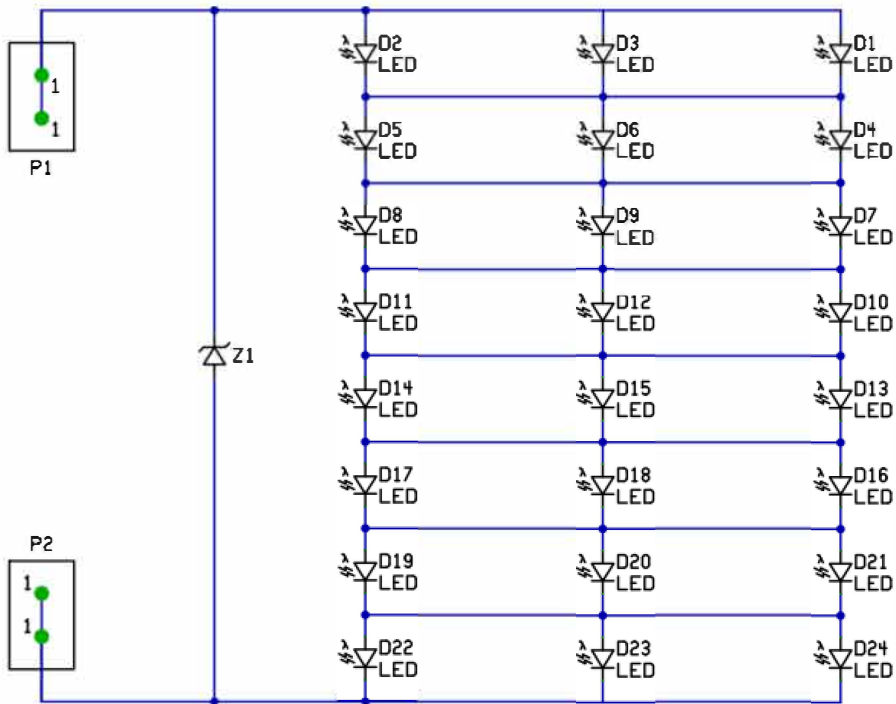 D2 D3 D1
LED LED LED
1
1
P1
D5 D6 D4
LED LED LED
D8 D9 D7
LED LED LED
D11 D12 D10
LED LED LED
Z1
D14 D15 D13
LED LED LED
D17 D18 D16
LED LED LED
P2
1
1
D19 D20 D21
LED LED LED
D22 D23 D24
LED LED LED